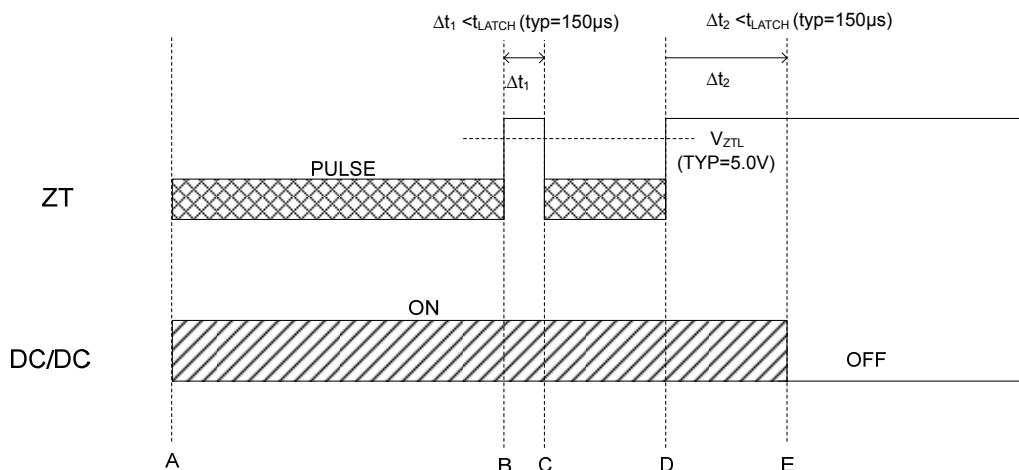 Δt1 <tLATCH (typ=150μs)
Δt2 <tLATCH (typ=150μs)
Δt1
Δt2
VZTL
(TYP=5.0V)
PULSE
ZT
ON
DC/DC
OFF
A
B
C
D
E